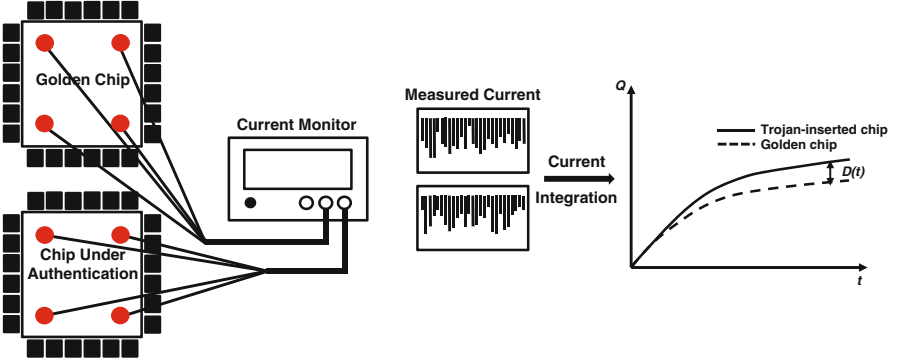 Golden Chip
Chip Under
Authentication
Current Monitor
Measured Current
Current
Integration
Q
Trojan-inserted chip
Golden chip
D(t)
t